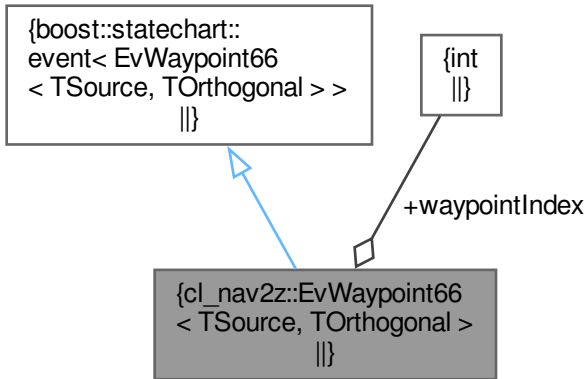 {boost::statechart::
event< EvWaypoint66
< TSource, TOrthogonal > >
||}
{int
||}
+waypointIndex
{cl_nav2z::EvWaypoint66
< TSource, TOrthogonal >
||}